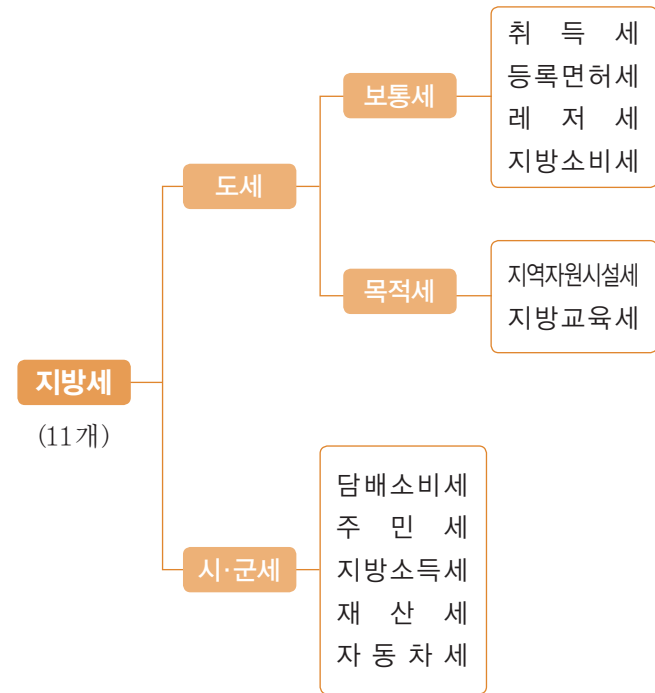 취 득 세
등록면허세
레 저 세
지방소비세
보통세
도세
목적세
지역자원시설세
지방교육세
지방세
(11개)
시·군세
담배소비세
주 민 세
지방소득세
재 산 세
자 동 차 세